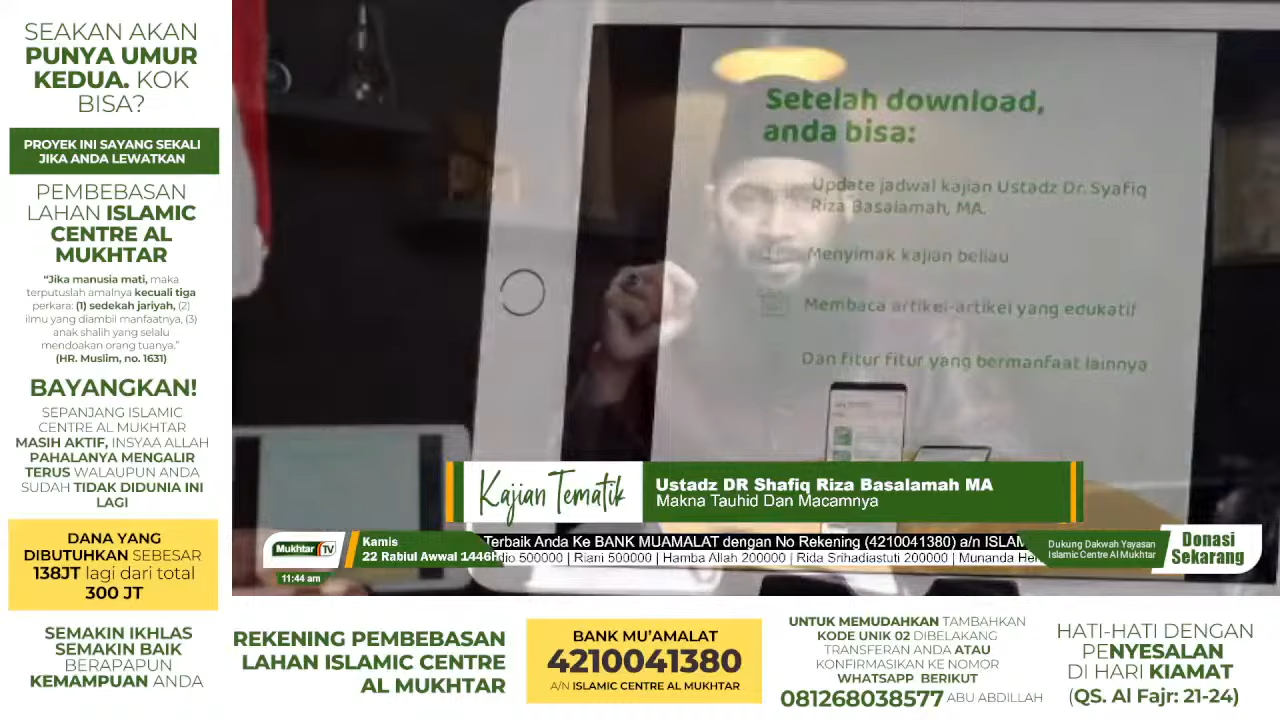 SEAKAN AKAN
PUNYA UMUR
KEDUA. KOK
BISA?
PROYEK INI SAYANG SEKALI
JIKA ANDA LEWATKAN
PEMBEBASAN
LAHAN ISLAMIC
CENTRE AL
MUKHTAR
“Jika manusia mati, maka
terputuslah amalnya kecuali tiga
perkara: (1) sedekah jariyah, (2)
ilmu yang diambil manfaatnya, (3)
anak shalih yang selalu
mendoakan orang tuanya.”
(HR. Muslim, no. 1631)
BAYANGKAN!
SEPANJANG ISLAMIC
CENTRE AL MUKHTAR
MASIH AKTIF, INSYAA ALLAH
PAHALANYA MENGALIR
TERUS WALAUPUN ANDA
SUDAH TIDAK DIDUNIA INI
LAGI
DANA YANG
DIBUTUHKAN SEBESAR
138JT lagi dari total
300 JT
SEMAKIN IKHLAS
SEMAKIN BAIK
BERAPAPUN
KEMAMPUAN ANDA
Setelah download,
anda bisa:
Update jadwal kajian Ustadz Dr. Syafiq
Riza Basalamah, MA.
Menyimak kajian beliau
Membaca artikel-artikel yang edukatif
Dan fitur fitur yang bermanfaat lainnya
Kajian Tematik
Ustadz DR Shafiq Riza Basalamah MA
Makna Tauhid Dan Macamnya
Mukhtar TV
Kamis
22 Rabiul Awwal 1446H
11:44 am
Terbaik Anda Ke BANK MUAMALAT dengan No Rekening (4210041380) a/n ISLAM
dio 500000 | Riani 500000 | Hamba Allah 200000 | Rida Srihadiastuti 200000 | Munanda Her
Dukung Dakwah Yayasan
Islamic Centre Al Mukhtar
Donasi
Sekarang
REKENING PEMBEBASAN
LAHAN ISLAMIC CENTRE
AL MUKHTAR
BANK MU’AMALAT
4210041380
A/N ISLAMIC CENTRE AL MUKHTAR
UNTUK MEMUDAHKAN TAMBAHKAN
KODE UNIK 02 DIBELAKANG
TRANSFERAN ANDA ATAU
KONFIRMASIKAN KE NOMOR
WHATSAPP BERIKUT
081268038577 ABU ABDILLAH
HATI-HATI DENGAN
PENYESALAN
DI HARI KIAMAT
(QS. Al Fajr: 21-24)